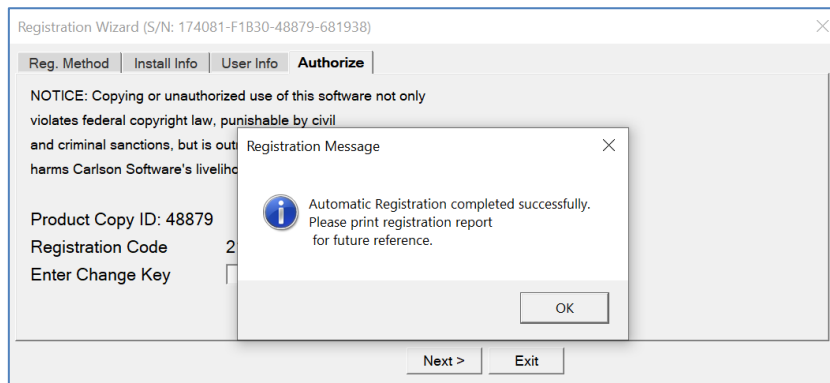 Registration Wizard (S/N: 174081-F1B30-48879-681938)
Reg. Method Install Info User Info Authorize
NOTICE: Copying or unauthorized use of this software not only
violates federal copyright law, punishable by civil
and criminal sanctions, but is
harms Carlson Software's
Registration Message
Automatic Registration completed successfully.
Please print registration report
for future reference.
OK
Product Copy ID: 48879
Registration Code 2
Enter Change Key
Next > Exit